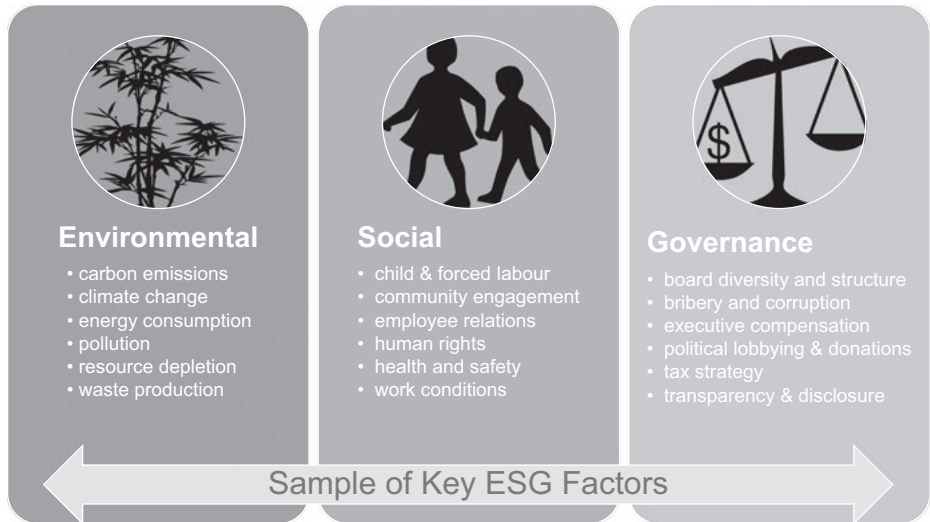 $
Environmental
• carbon emissions
• climate change
• energy consumption
• pollution
• resource depletion
• waste production
Social
• child & forced labour
• community engagement
• employee relations
• human rights
• health and safety
• work conditions
Governance
• board diversity and structure
• bribery and corruption
• executive compensation
• political lobbying & donations
• tax strategy
• transparency & disclosure
Sample of Key ESG Factors